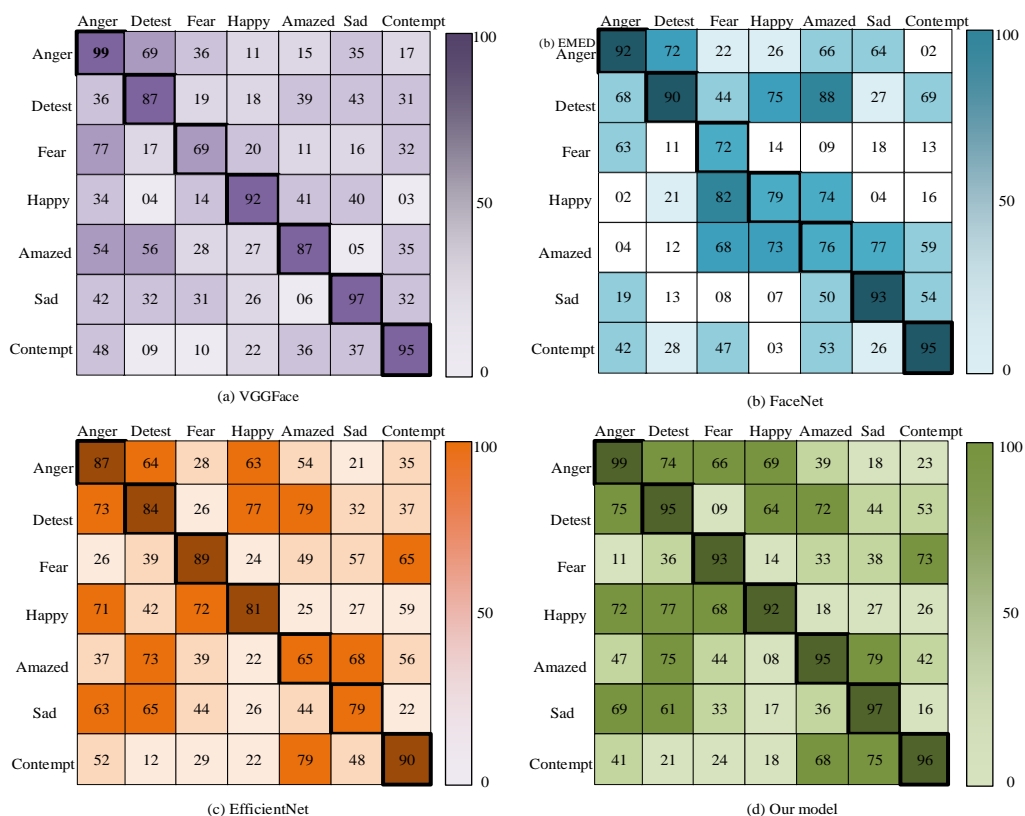 Anger Detest Fear Happy Amazed Sad Contempt
Anger 99 69 36 11 15 35 17
Detest 36 87 19 18 39 43 31
Fear 77 17 69 20 11 16 32
Happy 34 04 14 92 41 40 03
Amazed 54 56 28 27 87 05 35
Sad 42 32 31 26 06 97 32
Contempt 48 09 10 22 36 37 95
100
50
0
(a) VGGFace
Anger Detest Fear Happy Amazed Sad Contempt
(b) EMED
Anger 92 72 22 26 66 64 02
Detest 68 90 44 75 88 27 69
Fear 63 11 72 14 09 18 13
Happy 02 21 82 79 74 04 16
Amazed 04 12 68 73 76 77 59
Sad 19 13 08 07 50 93 54
Contempt 42 28 47 03 53 26 95
100
50
0
(b) FaceNet
Anger Detest Fear Happy Amazed Sad Contempt
Anger 87 64 28 63 54 21 35
Detest 73 84 26 77 79 32 37
Fear 26 39 89 24 49 57 65
Happy 71 42 72 81 25 27 59
Amazed 37 73 39 22 65 68 56
Sad 63 65 44 26 44 79 22
Contempt 52 12 29 22 79 48 90
100
50
0
(c) EfficientNet
Anger Detest Fear Happy Amazed Sad Contempt
Anger 99 74 66 69 39 18 23
Detest 75 95 09 64 72 44 53
Fear 11 36 93 14 33 38 73
Happy 72 77 68 92 18 27 26
Amazed 47 75 44 08 95 79 42
Sad 69 61 33 17 36 97 16
Contempt 41 21 24 18 68 75 96
100
50
0
(d) Our model